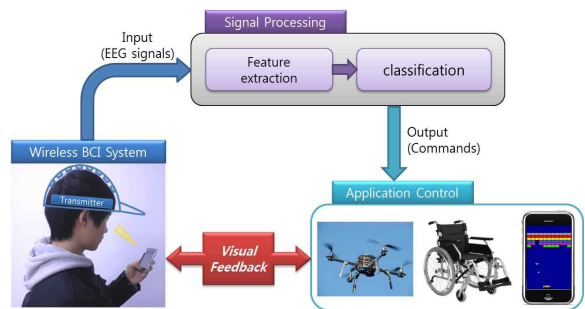 Signal Processing
Input
(EEG signals)
Feature
extraction
classification
Output
(Commands)
Wireless BCI System
Transmitter
Application Control
Visual
Feedback